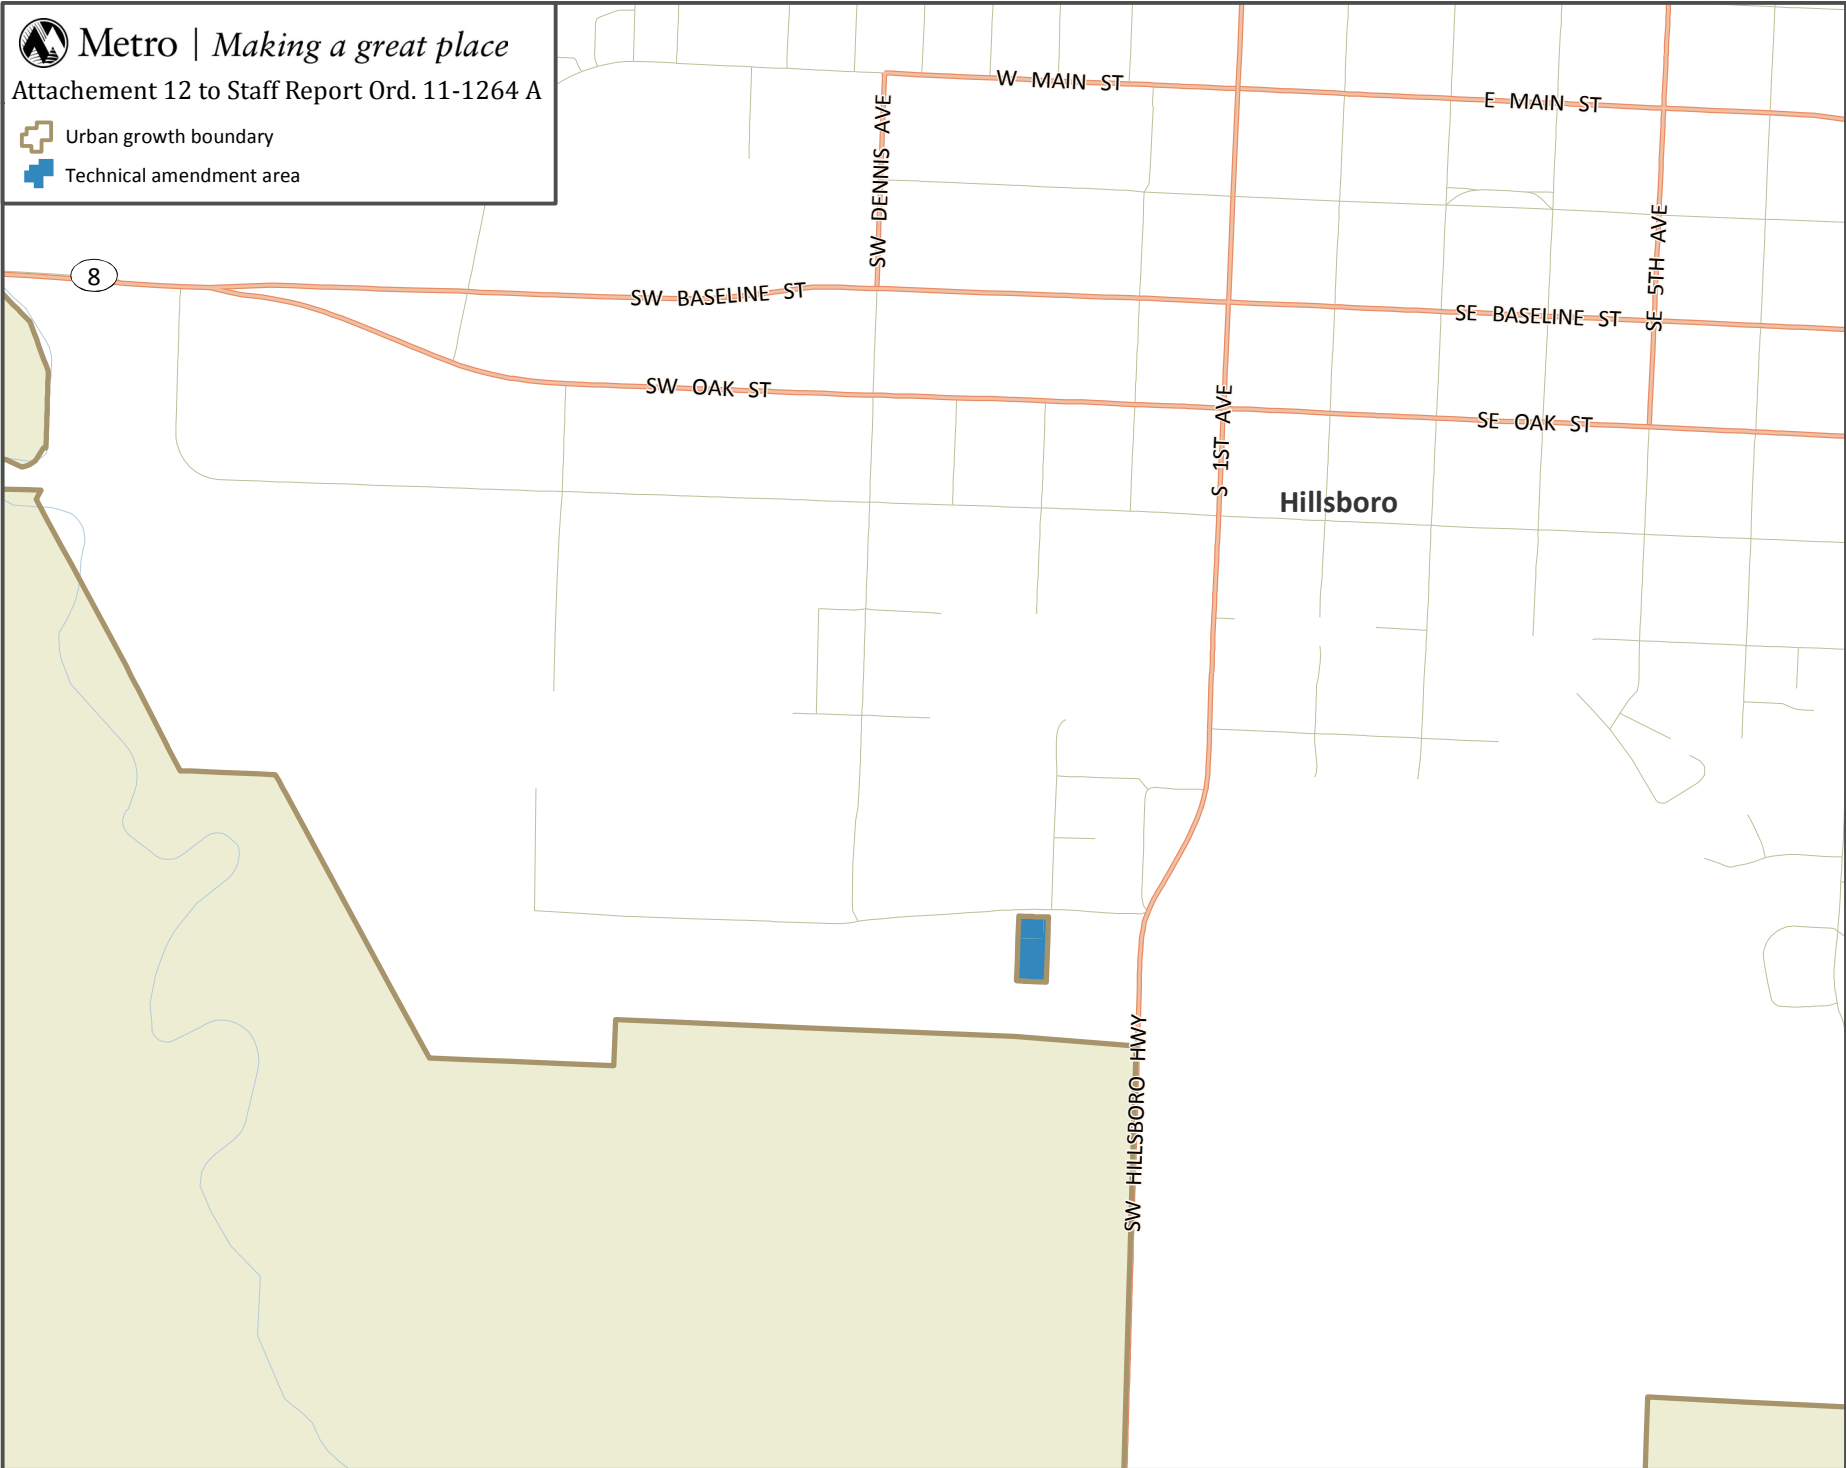 Metro | Making a great place
Attachement 12 to Staff Report Ord. 11-1264 A
Urban growth boundary
Technical amendment area
W MAIN ST
E MAIN ST
SW DENNIS AVE
SE 5TH AVE
8
SW BASELINE ST
SE BASELINE ST
SW OAK ST
SE OAK ST
S 1ST AVE
Hillsboro
SW HILLSBORO HWY